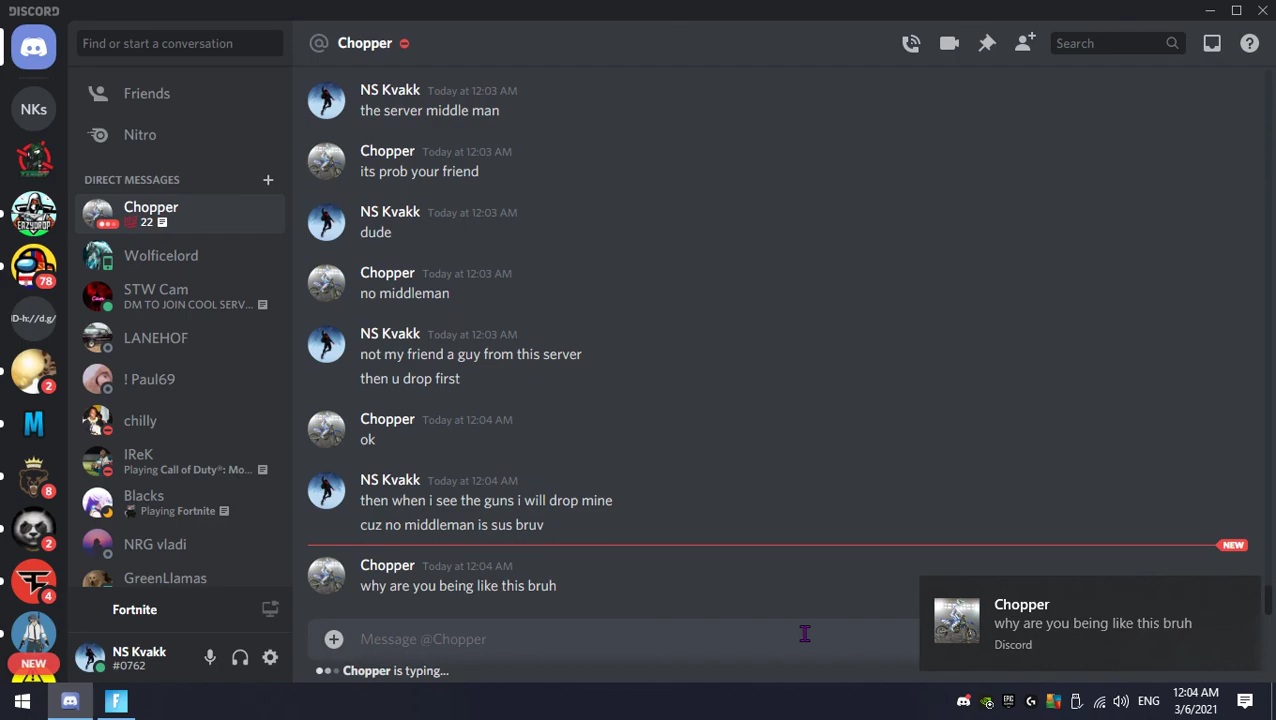 DISCORD
Find or start a conversation
Friends
Nitro
DIRECT MESSAGES
Chopper
22
Wolficelord
STW Cam
DM TO JOIN COOL SERV...
LANEHOF
! Paul69
chilly
IReK
Playing Call of Duty®: Mo...
Blacks
Playing Fortnite
NRG vladi
GreenLlamas
Fortnite
NS Kvakk
#0762
NKs
EAZYDROP
78
D-h://d.g/
2
M
8
2
4
NEW
Chopper
Search
NS Kvakk Today at 12:03 AM
the server middle man
Chopper Today at 12:03 AM
its prob your friend
NS Kvakk Today at 12:03 AM
dude
Chopper Today at 12:03 AM
no middleman
NS Kvakk Today at 12:03 AM
not my friend a guy from this server
then u drop first
Chopper Today at 12:04 AM
ok
NS Kvakk Today at 12:04 AM
then when i see the guns i will drop mine
cuz no middleman is sus bruv
NEW
Chopper Today at 12:04 AM
why are you being like this bruh
Message @Chopper
Chopper is typing...
Chopper
why are you being like this bruh
Discord
ENG
12:04 AM
3/6/2021